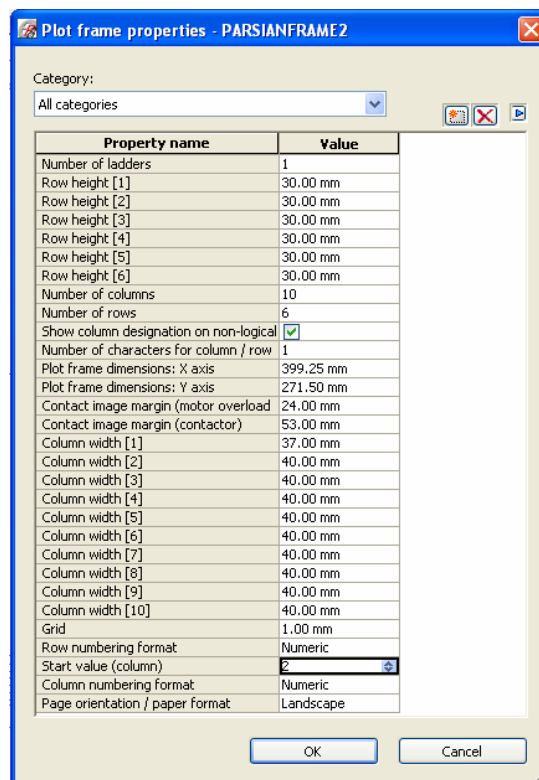 Plot frame properties - PARSIANFRAME2
Category:
All categories
Property name Value
Number of ladders 1
Row height [1] 30.00 mm
Row height [2] 30.00 mm
Row height [3] 30.00 mm
Row height [4] 30.00 mm
Row height [5] 30.00 mm
Row height [6] 30.00 mm
Number of columns 10
Number of rows 6
Show column designation on non-logical
Number of characters for column / row 1
Plot frame dimensions: X axis 399.25 mm
Plot frame dimensions: Y axis 271.50 mm
Contact image margin (motor overload 24.00 mm
Contact image margin (contactor) 53.00 mm
Column width [1] 37.00 mm
Column width [2] 40.00 mm
Column width [3] 40.00 mm
Column width [4] 40.00 mm
Column width [5] 40.00 mm
Column width [6] 40.00 mm
Column width [7] 40.00 mm
Column width [8] 40.00 mm
Column width [9] 40.00 mm
Column width [10] 40.00 mm
Grid 1.00 mm
Row numbering format Numeric
Start value (column) 2
Column numbering format Numeric
Page orientation / paper format Landscape
OK Cancel